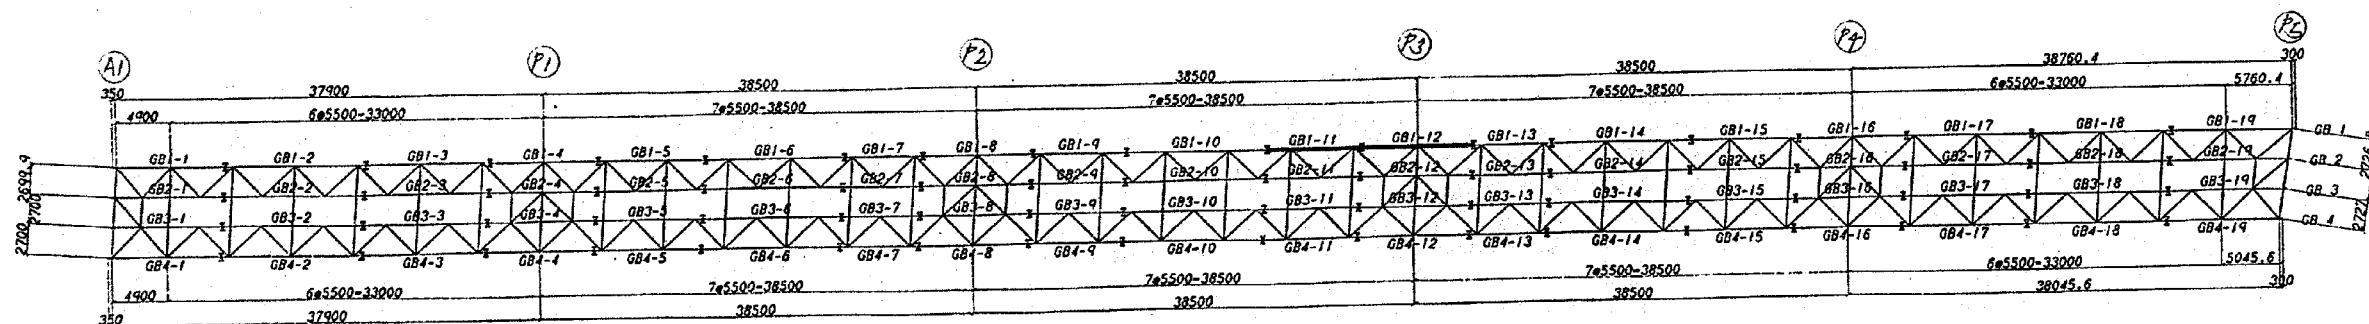 A1 P1 P2 P3 P4 P5
350 37900 38500 38500 38500 38760.4 300
4900 6@5500-33000 7@5500-38500 7@5500-38500 7@5500-38500 6@5500-33000 5760.4
GB1-1 GB1-2 GB1-3 GB1-4 GB1-5 GB1-6 GB1-7 GB1-8 GB1-9 GB1-10 GB1-11 GB1-12 GB1-13 GB1-14 GB1-15 GB1-16 GB1-17 GB1-18 GB1-19 GB 1
2699.9
GB2-1 GB2-2 GB2-3 GB2-4 GB2-5 GB2-6 GB2-7 GB2-8 GB2-9 GB2-10 GB2-11 GB2-12 GB2-13 GB2-14 GB2-15 GB2-16 GB2-17 GB2-18 GB2-19 GB 2
2700
GB3-1 GB3-2 GB3-3 GB3-4 GB3-5 GB3-6 GB3-7 GB3-8 GB3-9 GB3-10 GB3-11 GB3-12 GB3-13 GB3-14 GB3-15 GB3-16 GB3-17 GB3-18 GB3-19 GB 3
2700
GB4-1 GB4-2 GB4-3 GB4-4 GB4-5 GB4-6 GB4-7 GB4-8 GB4-9 GB4-10 GB4-11 GB4-12 GB4-13 GB4-14 GB4-15 GB4-16 GB4-17 GB4-18 GB4-19 GB 4
4900 6@5500-33000 7@5500-38500 7@5500-38500 7@5500-38500 6@5500-33000 5045.6
350 37900 38500 38500 38500 38045.6 300